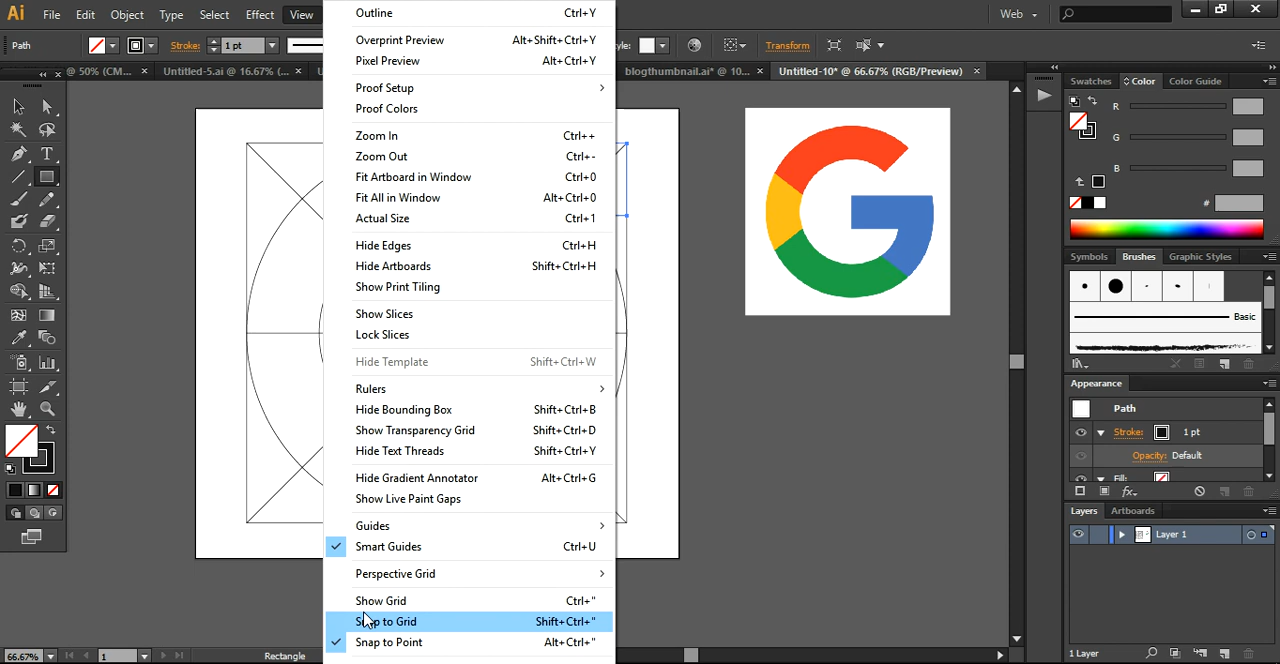 Ai File Edit Object Type Select Effect View Web
Path Stroke: 1 pt Transform
@ 50% (CM... Untitled-5.ai @ 16.67% (... blogthumbnail.ai* @ 10... Untitled-10* @ 66.67% (RGB/Preview)
Outline Ctrl+Y
Overprint Preview Alt+Shift+Ctrl+Y
Pixel Preview Alt+Ctrl+Y
Proof Setup
Proof Colors
Zoom In Ctrl++
Zoom Out Ctrl+-
Fit Artboard in Window Ctrl+0
Fit All in Window Alt+Ctrl+0
Actual Size Ctrl+1
Hide Edges Ctrl+H
Hide Artboards Shift+Ctrl+H
Show Print Tiling
Show Slices
Lock Slices
Hide Template Shift+Ctrl+W
Rulers
Hide Bounding Box Shift+Ctrl+B
Show Transparency Grid Shift+Ctrl+D
Hide Text Threads Shift+Ctrl+Y
Hide Gradient Annotator Alt+Ctrl+G
Show Live Paint Gaps
Guides
Smart Guides Ctrl+U
Perspective Grid
Show Grid Ctrl+"
Snap to Grid Shift+Ctrl+"
Snap to Point Alt+Ctrl+"
G
Swatches Color Color Guide
R
G
B
#
Symbols Brushes Graphic Styles
Basic
Appearance
Path
Stroke: 1 pt
Opacity: Default
Fill:
fx
Layers Artboards
Layer 1
1 Layer
66.67% 1 Rectangle